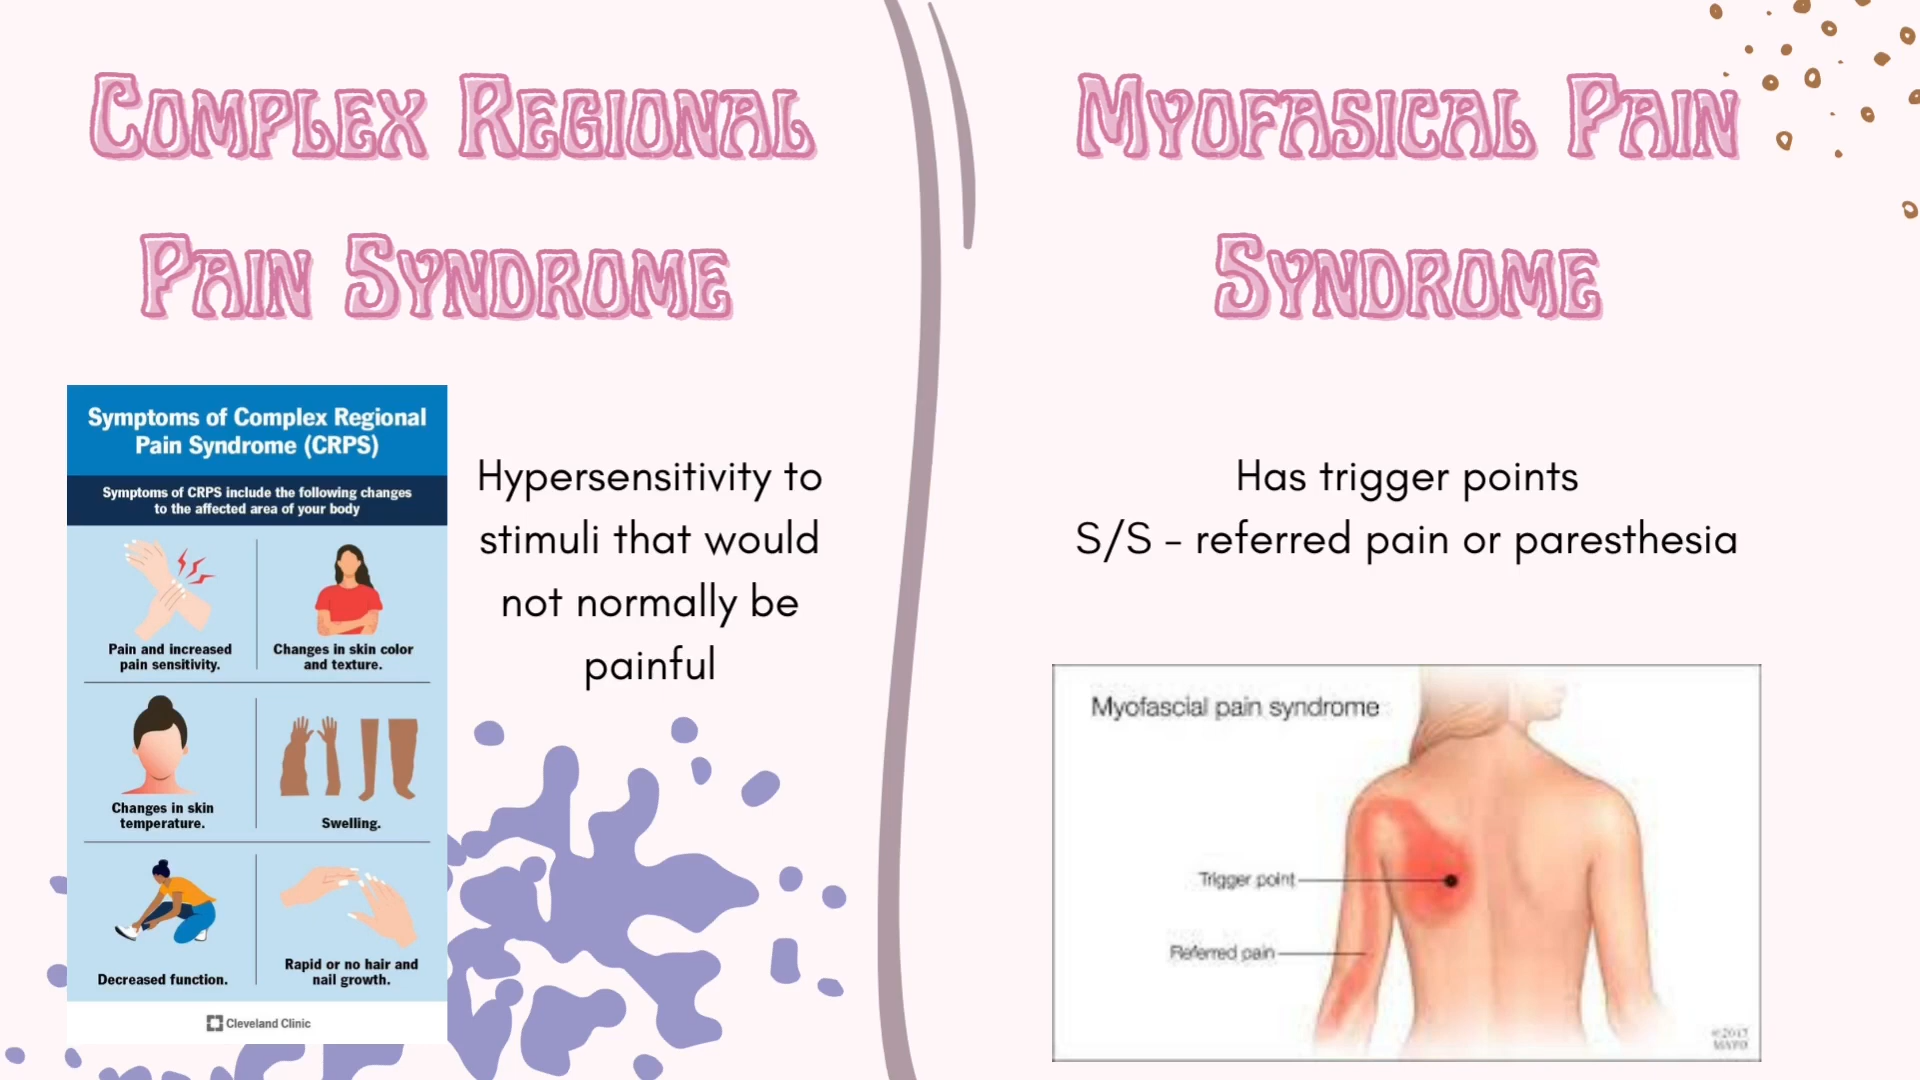 Complex Regional
Pain Syndrome
Symptoms of Complex Regional
Pain Syndrome (CRPS)
Symptoms of CRPS include the following changes
to the affected area of your body
Pain and increased
pain sensitivity.
Changes in skin color
and texture.
Changes in skin
temperature.
Swelling.
Decreased function.
Rapid or no hair and
nail growth.
Cleveland Clinic
Hypersensitivity to
stimuli that would
not normally be
painful
Myofasical Pain
Syndrome
Has trigger points
S/S - referred pain or paresthesia
Myofascial pain syndrome
Trigger point
Referred pain
MAYO